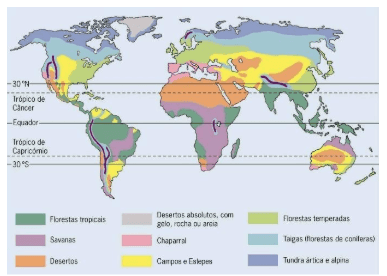 30°N
Trópico de
Câncer
Equador
Trópico de
Capricórnio
30°S
Florestas tropicais
Savanas
Desertos
Desertos absolutos, com
gelo, rocha ou areia
Chaparral
Campos e Estepes
Florestas temperadas
Taigas (florestas de coníferas)
Tundra ártica e alpina